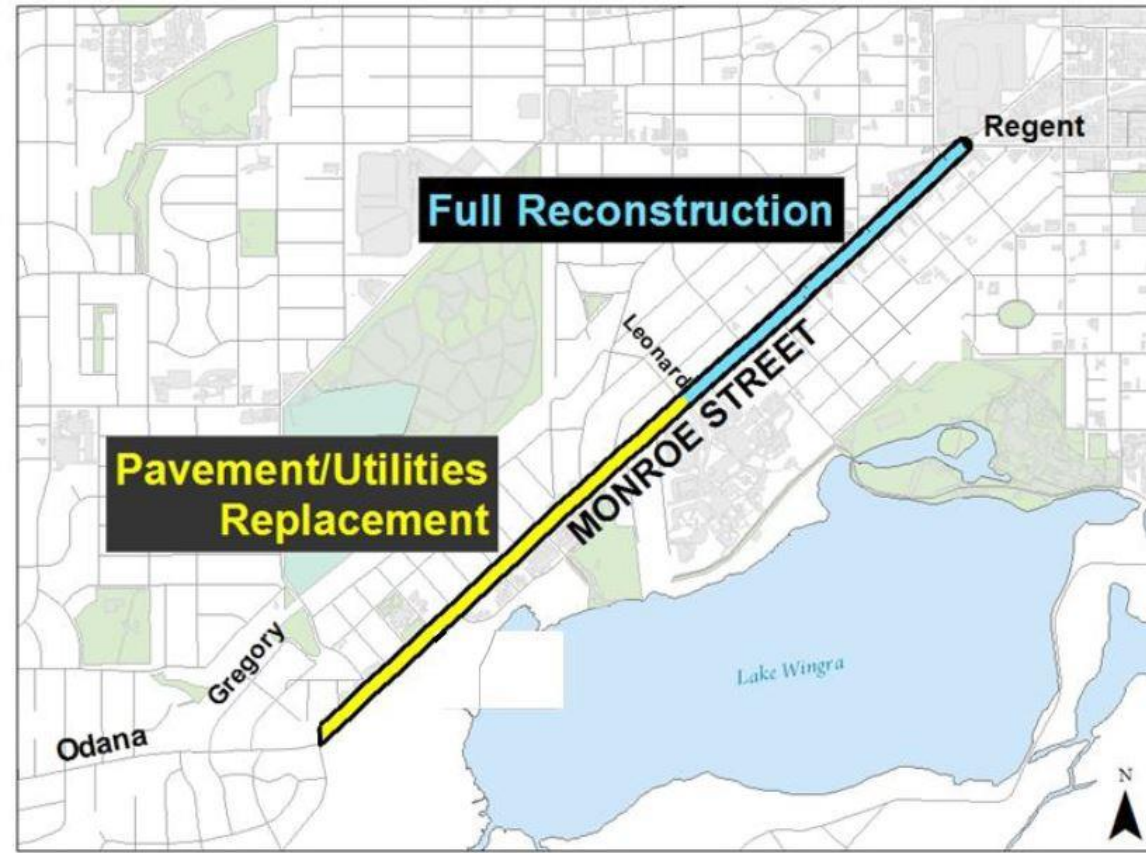 Regent
Full Reconstruction
Leonard
MONROE STREET
Pavement/Utilities
Replacement
Gregory
Lake Wingra
Odana
N